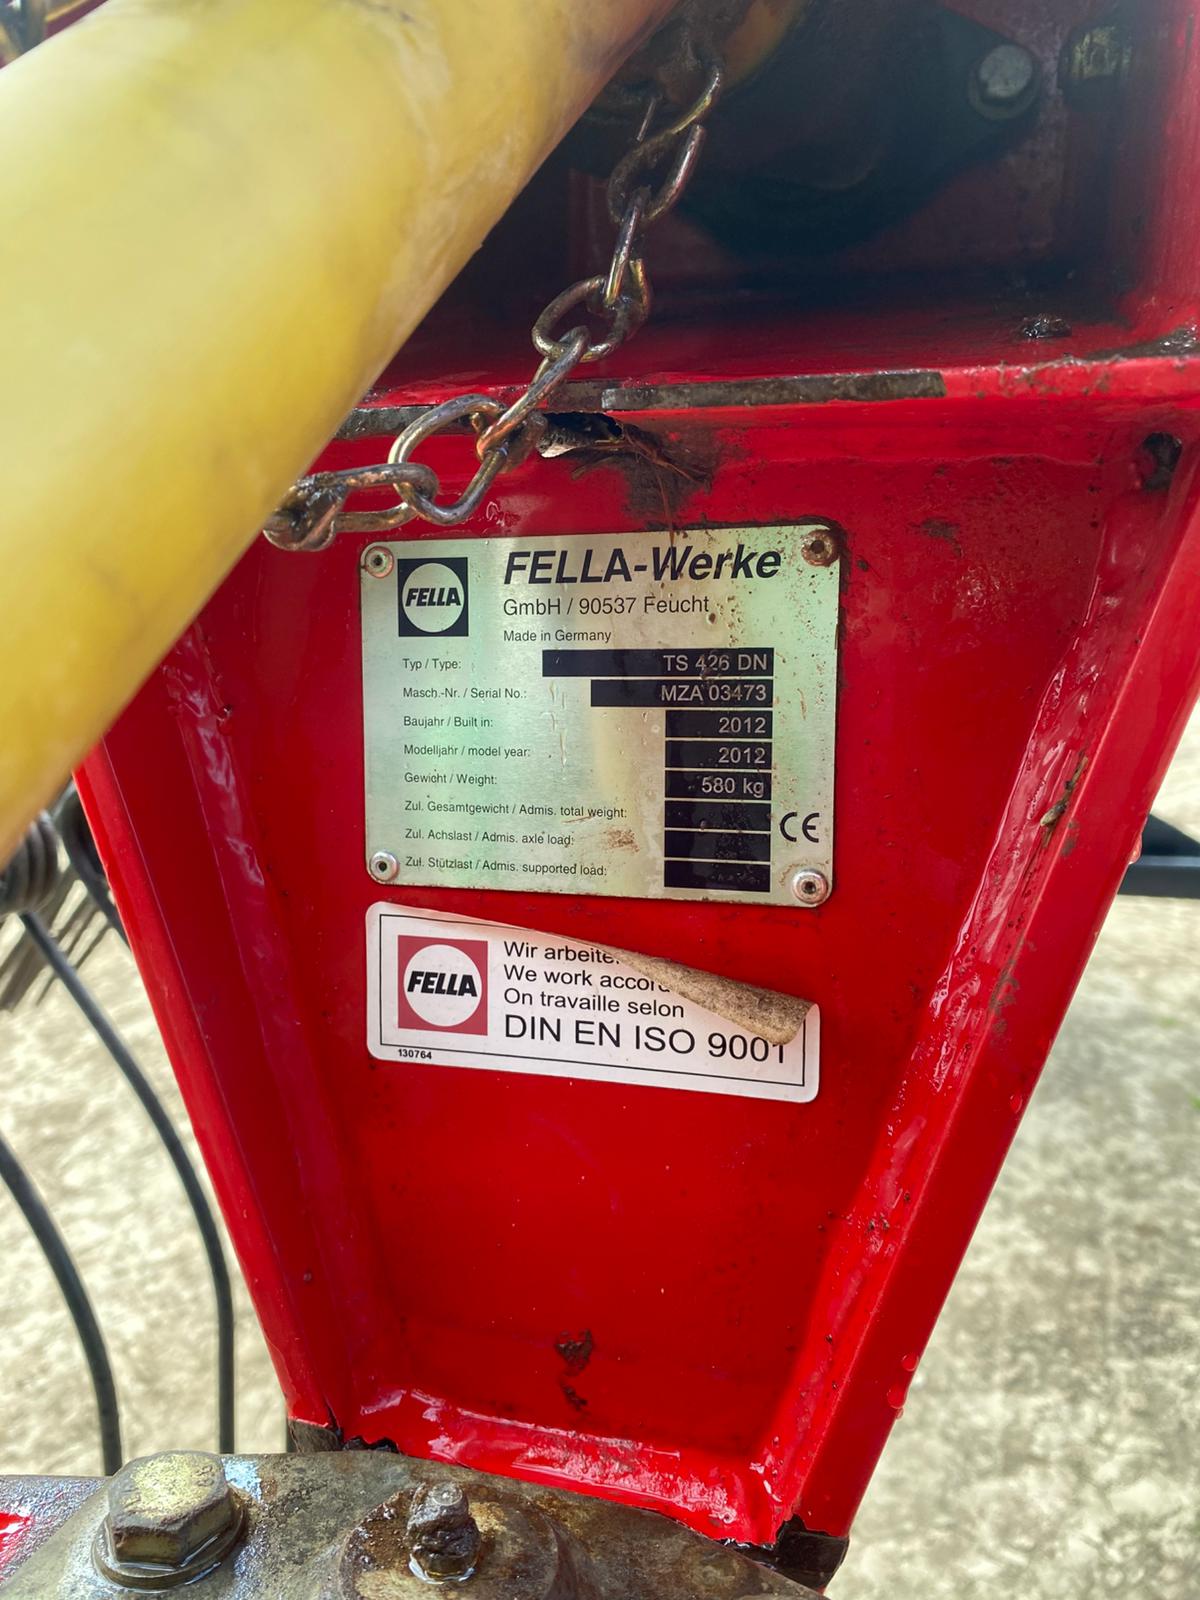 FELLA
FELLA-Werke
GmbH / 90537 Feucht
Made in Germany
Typ / Type: TS 426 DN
Masch.-Nr. / Serial No.: MZA 03473
Baujahr / Built in: 2012
Modelljahr / model year: 2012
Gewicht / Weight: 580 kg
Zul. Gesamtgewicht / Admis. total weight:
Zul. Achslast / Admis. axle load:
CE
Zul. Stützlast / Admis. supported load:
FELLA
Wir
We work
On travaille selon
DIN EN ISO 9001
130764